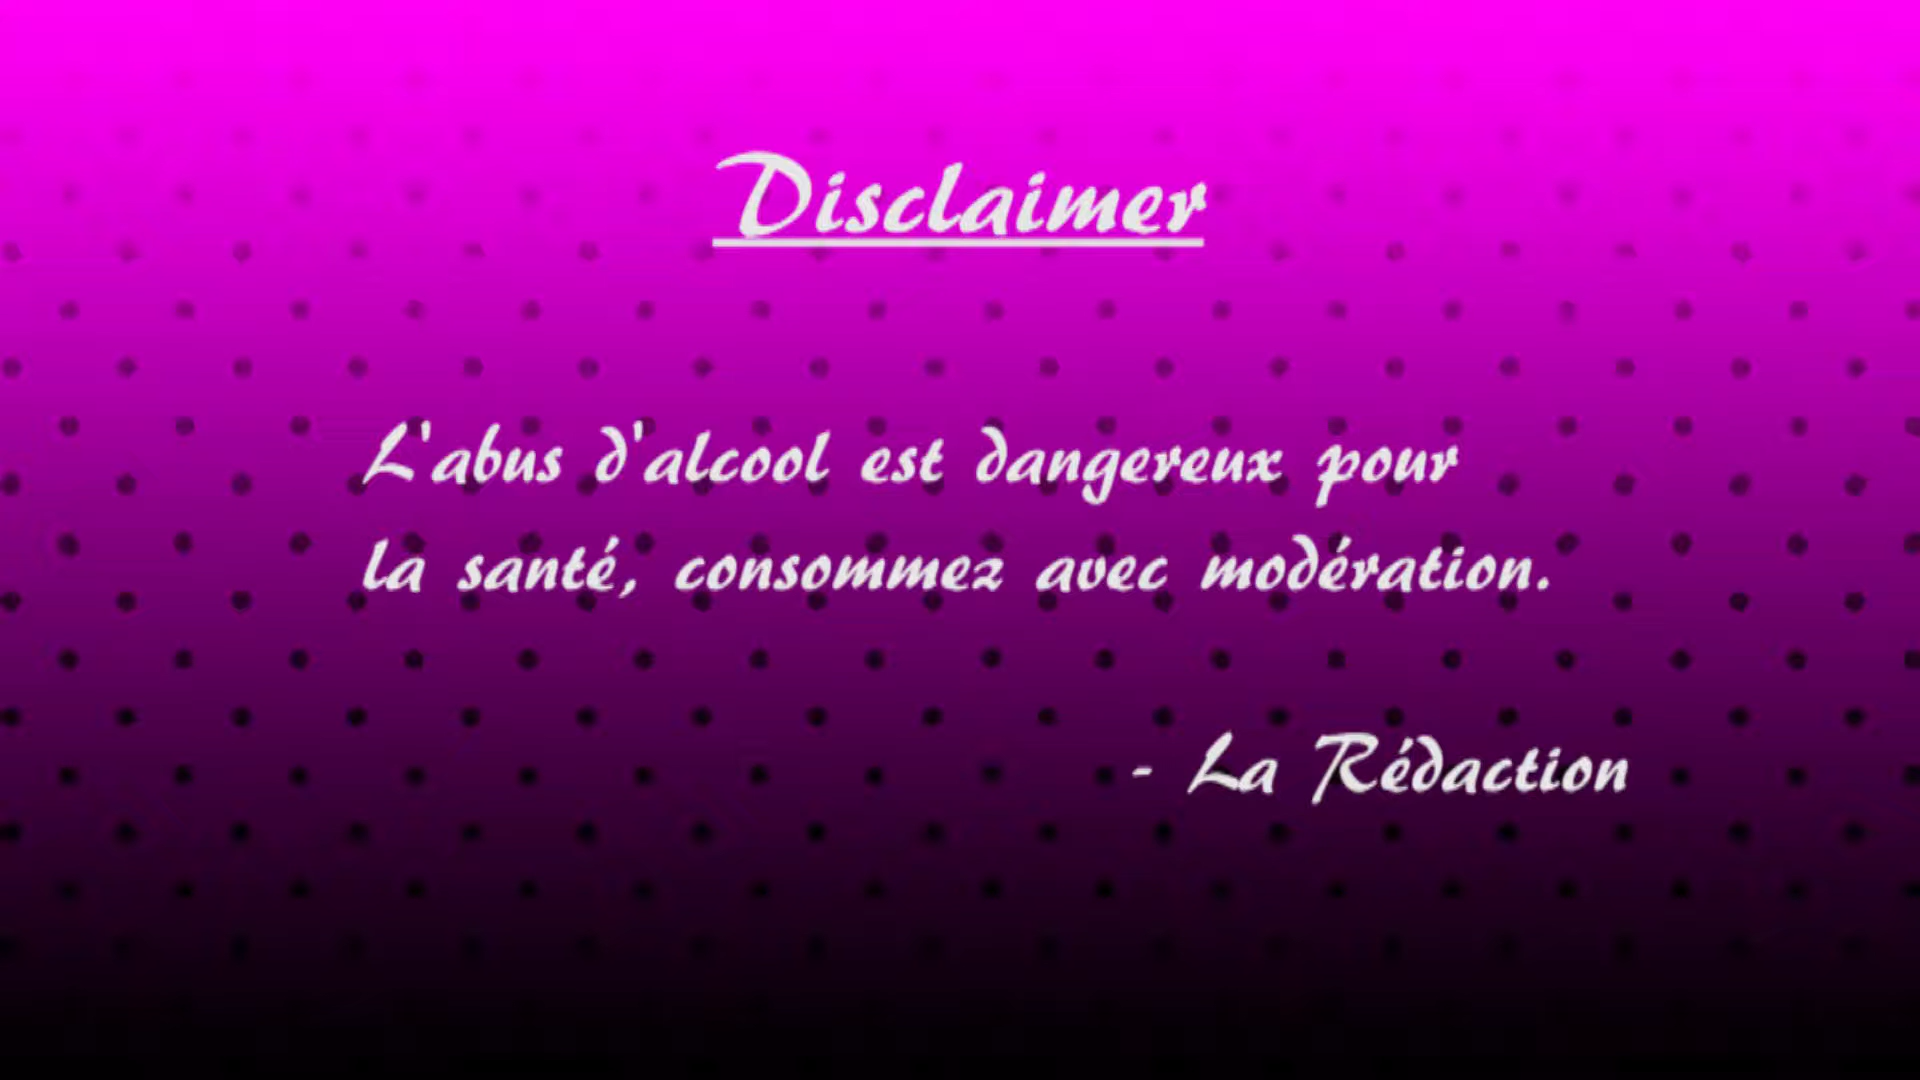 Disclaimer
L'abus d'alcool est dangereux pour
la santé, consommez avec modération.
- La Rédaction